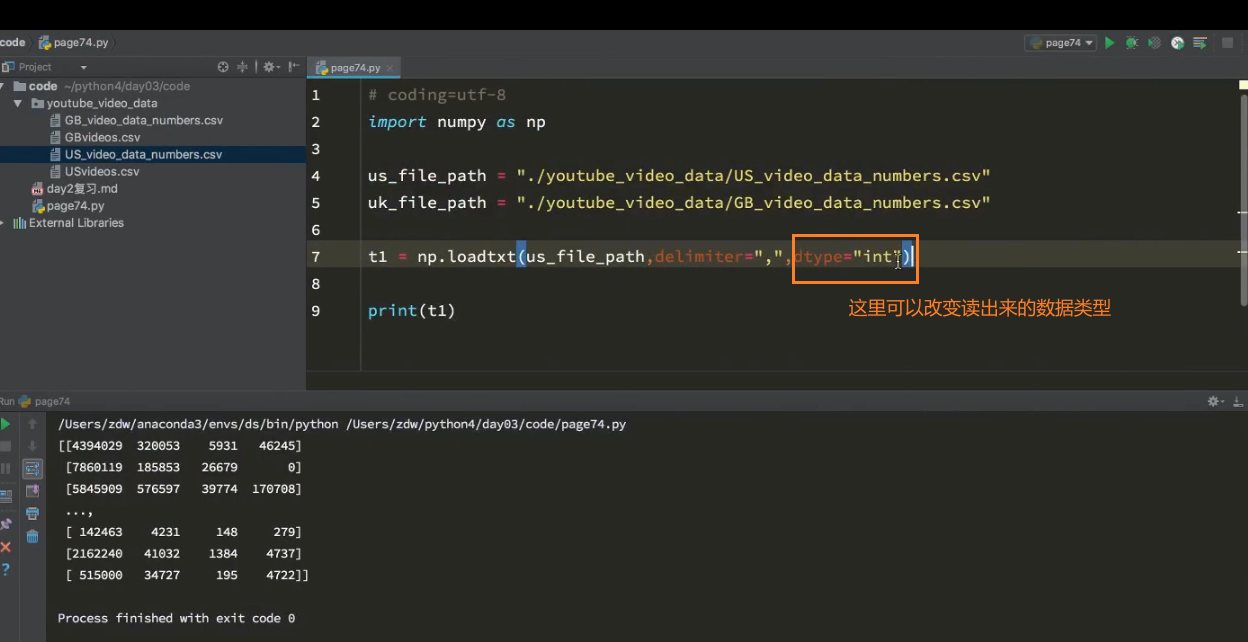 code page74.py
page74
Project
page74.py
code ~/python4/day03/code
youtube_video_data
GB_video_data_numbers.csv
GBvideos.csv
US_video_data_numbers.csv
USvideos.csv
day2复习.md
page74.py
External Libraries
1 # coding=utf-8
2 import numpy as np
3
4 us_file_path = "./youtube_video_data/US_video_data_numbers.csv"
5 uk_file_path = "./youtube_video_data/GB_video_data_numbers.csv"
6
7 t1 = np.loadtxt(us_file_path,delimiter=",",dtype="int")
8
9 print(t1)
这里可以改变读出来的数据类型
Run page74
/Users/zdw/anaconda3/envs/ds/bin/python /Users/zdw/python4/day03/code/page74.py
[[4394029 320053 5931 46245]
[7860119 185853 26679 0]
[5845909 576597 39774 170708]
...,
[ 142463 4231 148 279]
[2162240 41032 1384 4737]
[ 515000 34727 195 4722]]
Process finished with exit code 0